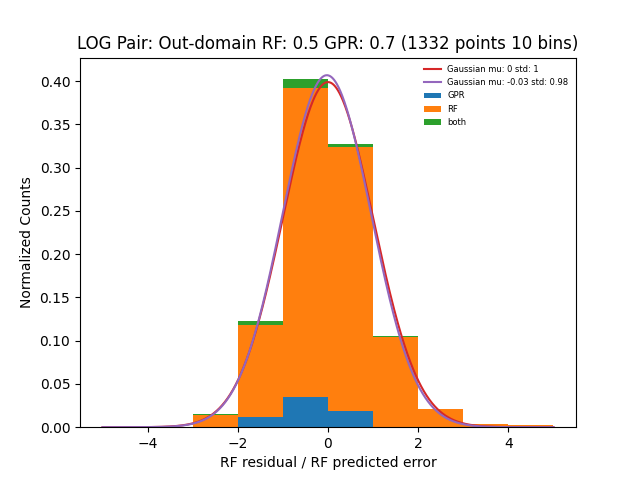 LOG Pair: Out-domain RF: 0.5 GPR: 0.7 (1332 points 10 bins)
Gaussian mu: 0 std: 1
Gaussian mu: -0.03 std: 0.98
GPR
RF
both
Normalized Counts
0.40
0.35
0.30
0.25
0.20
0.15
0.10
0.05
0.00
−4 −2 0 2 4
RF residual / RF predicted error